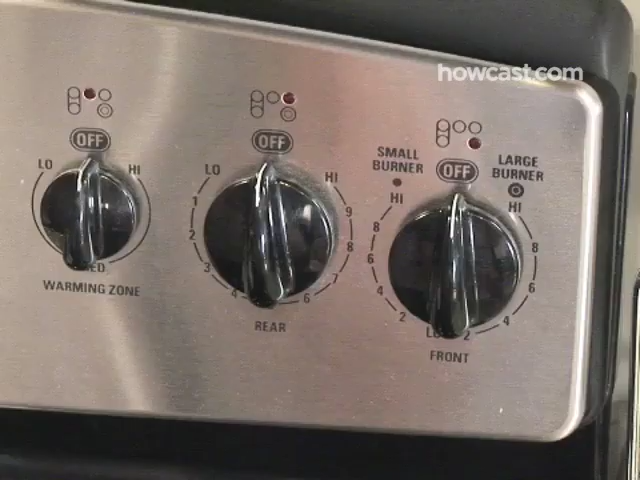 howcast.com
OFF
LO
HI
ED.
WARMING ZONE
OFF
LO
HI
1
9
2
8
3
7
4
6
REAR
SMALL
BURNER
OFF
LARGE
BURNER
HI
HI
8
8
6
6
4
4
2
LO
2
FRONT